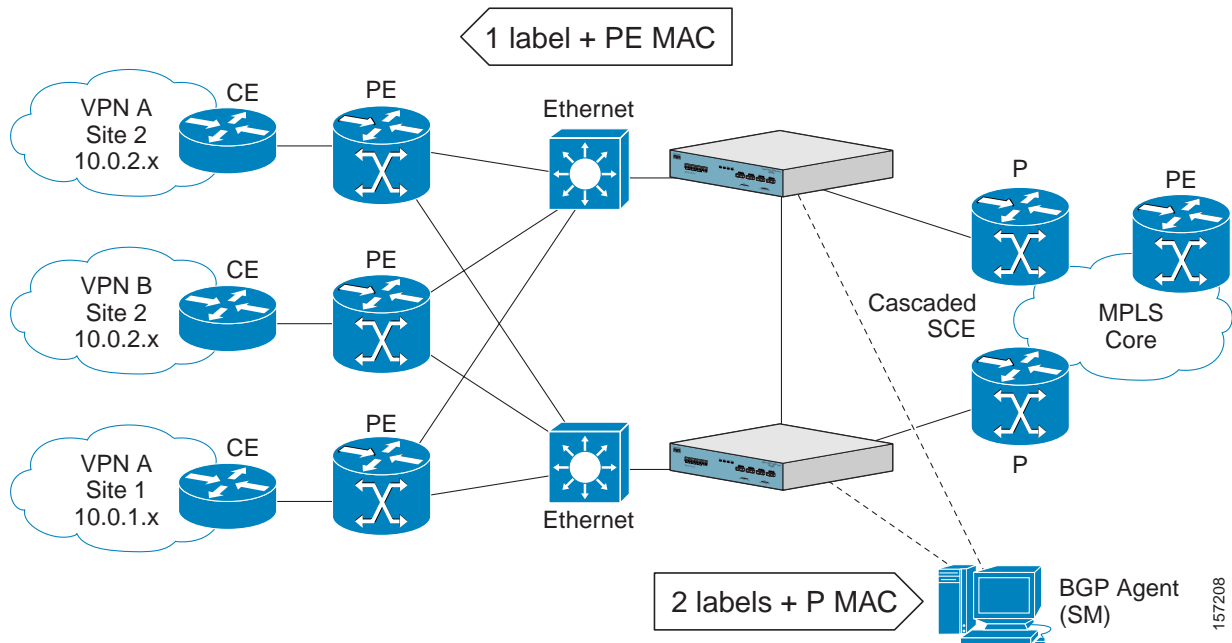 1 label + PE MAC
VPN A
Site 2
10.0.2.x
CE
PE
Ethernet
P
PE
VPN B
Site 2
10.0.2.x
CE
PE
Cascaded
SCE
MPLS
Core
VPN A
Site 1
10.0.1.x
CE
PE
Ethernet
P
2 labels + P MAC
BGP Agent
(SM)
157208